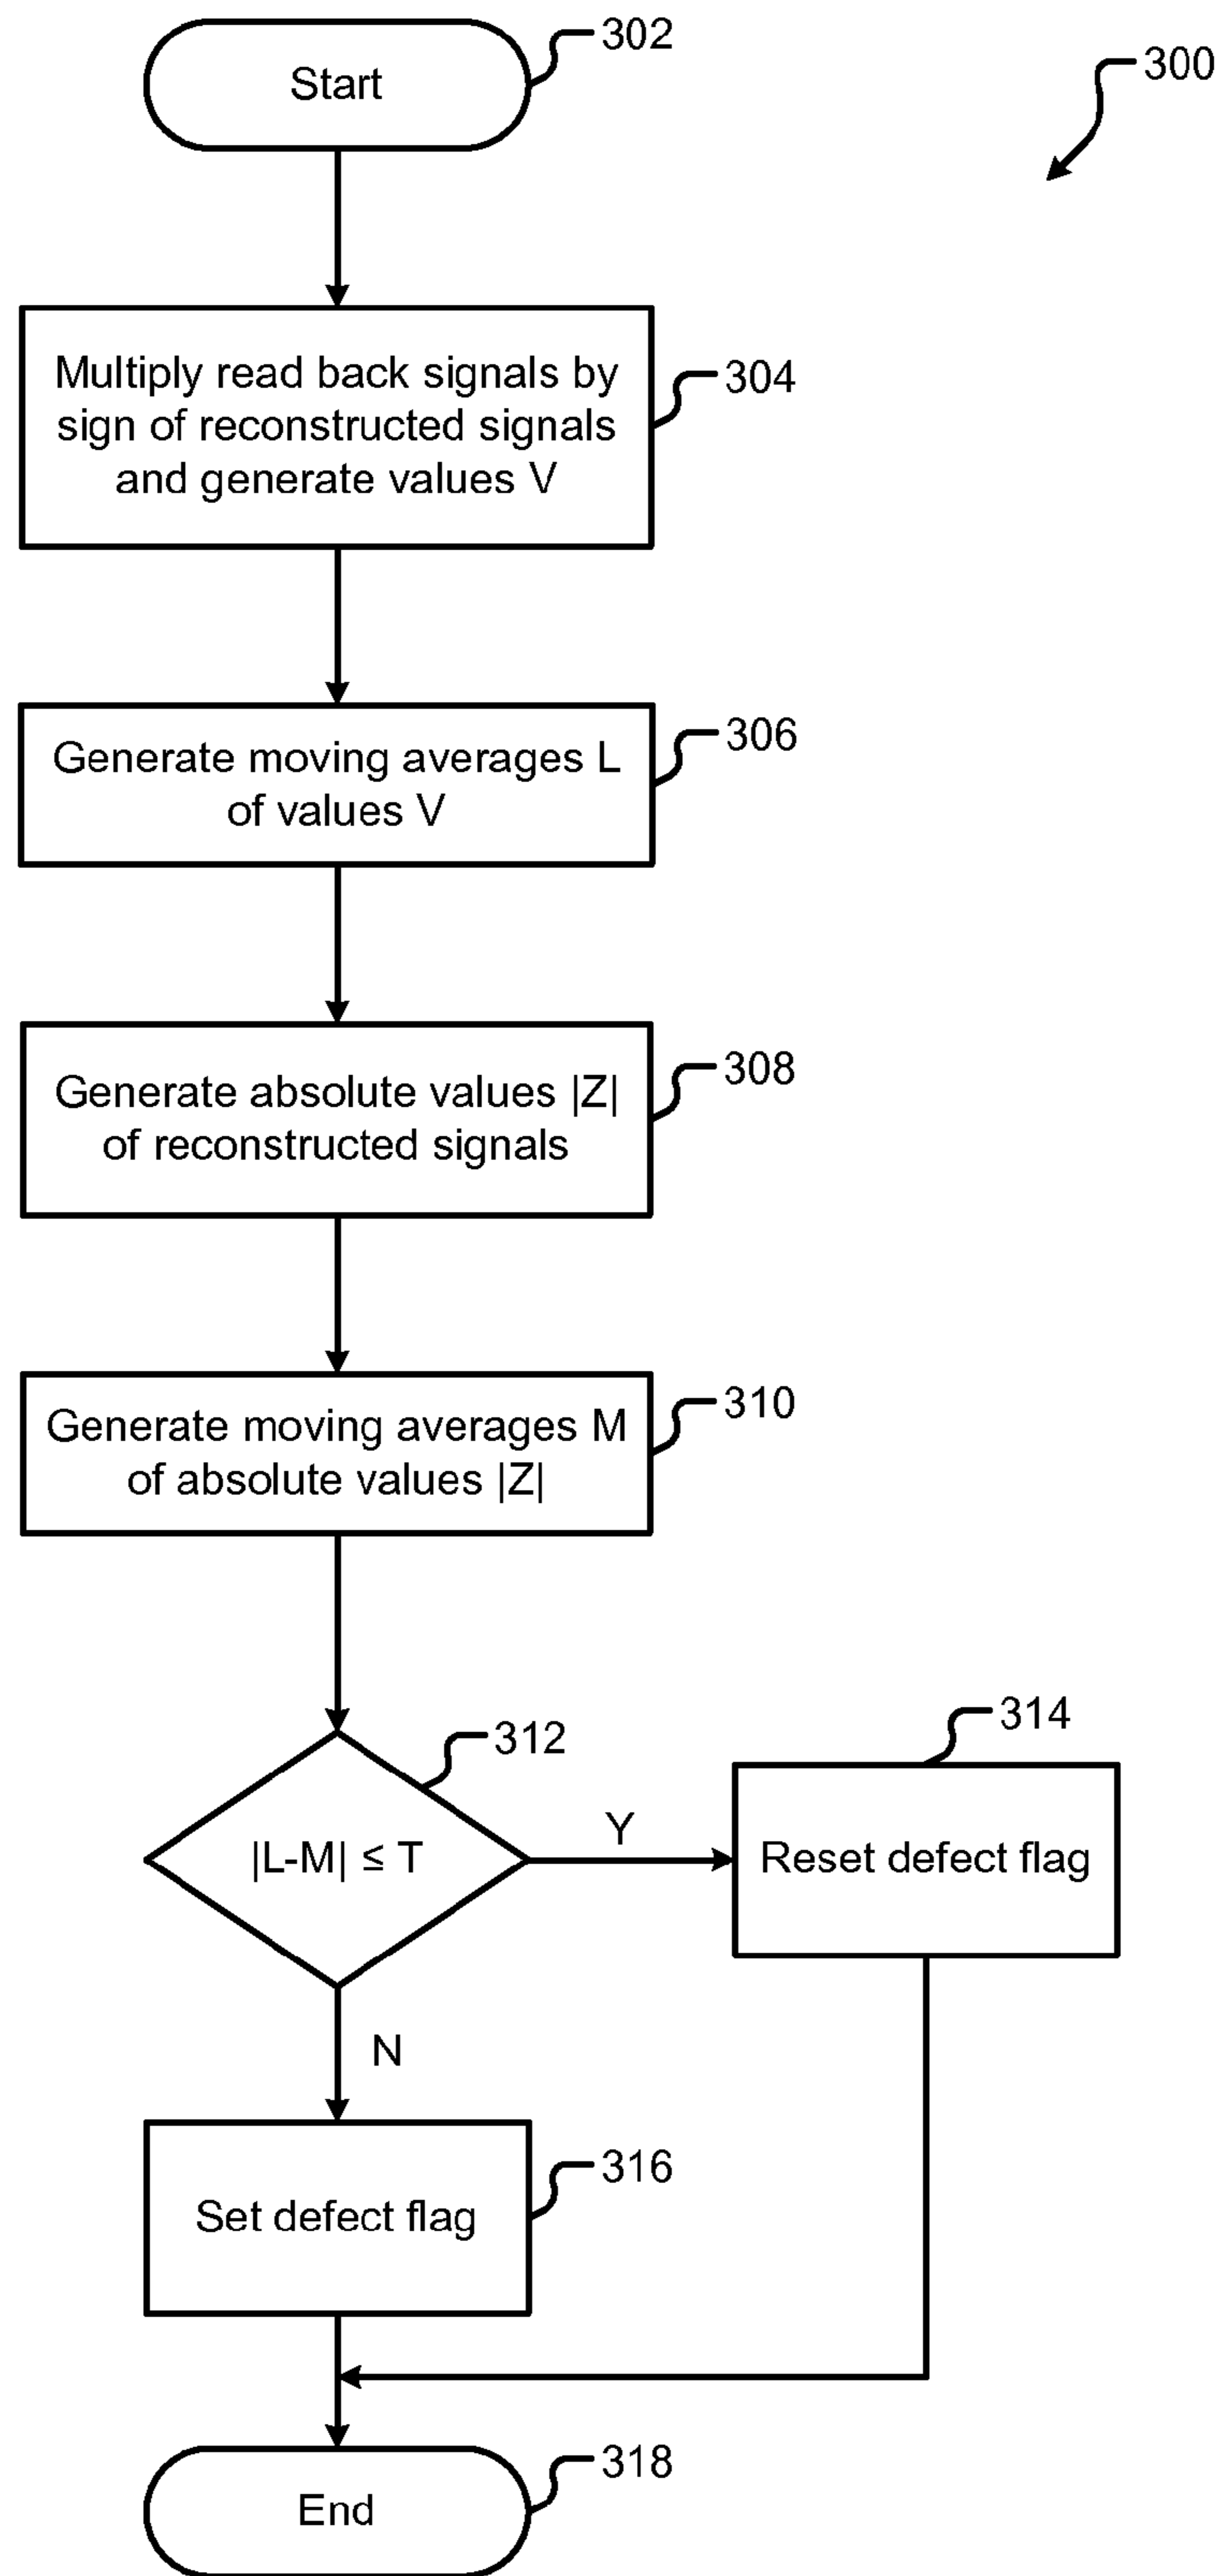 Start
302
300
Multiply read back signals by
sign of reconstructed signals
and generate values V
304
Generate moving averages L
of values V
306
Generate absolute values |Z|
of reconstructed signals
308
Generate moving averages M
of absolute values |Z|
310
|L-M| ≤ T
312
Y
314
Reset defect flag
N
Set defect flag
316
End
318